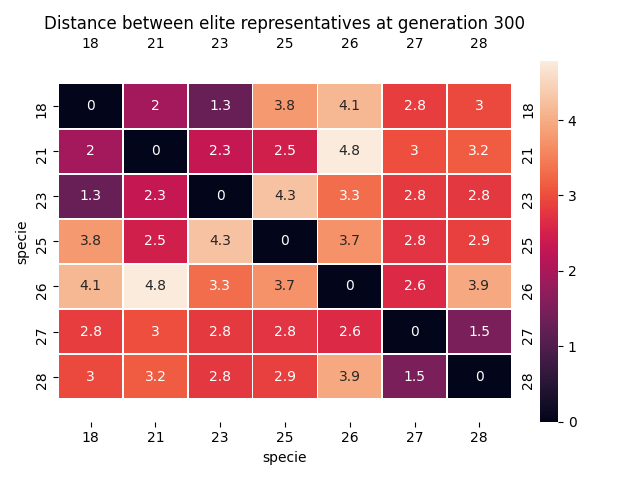 Distance between elite representatives at generation 300
18 21 23 25 26 27 28
18 0 2 1.3 3.8 4.1 2.8 3 18
21 2 0 2.3 2.5 4.8 3 3.2 21
23 1.3 2.3 0 4.3 3.3 2.8 2.8 23
25 3.8 2.5 4.3 0 3.7 2.8 2.9 25
26 4.1 4.8 3.3 3.7 0 2.6 3.9 26
27 2.8 3 2.8 2.8 2.6 0 1.5 27
28 3 3.2 2.8 2.9 3.9 1.5 0 28
18 21 23 25 26 27 28
specie
specie
4
3
2
1
0